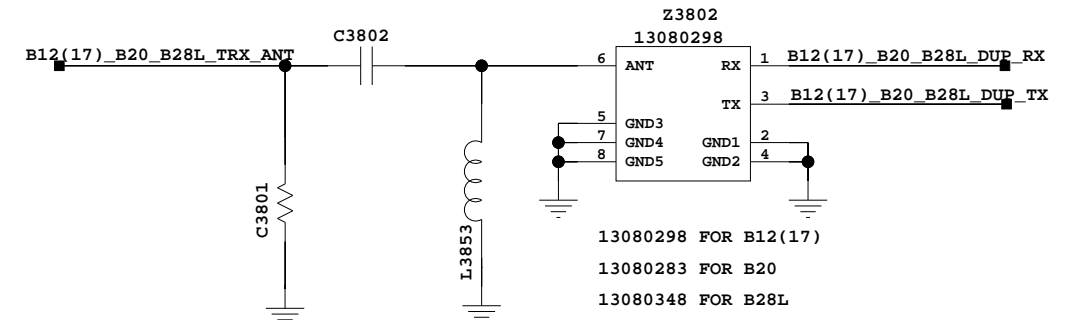 Z3802
13080298
C3802
B12(17)_B20_B28L_TRX_ANT
6 ANT RX 1 B12(17)_B20_B28L_DUP_RX
TX 3 B12(17)_B20_B28L_DUP_TX
5 GND3
7 GND4 GND1 2
8 GND5 GND2 4
C3801
L3853
13080298 FOR B12(17)
13080283 FOR B20
13080348 FOR B28L